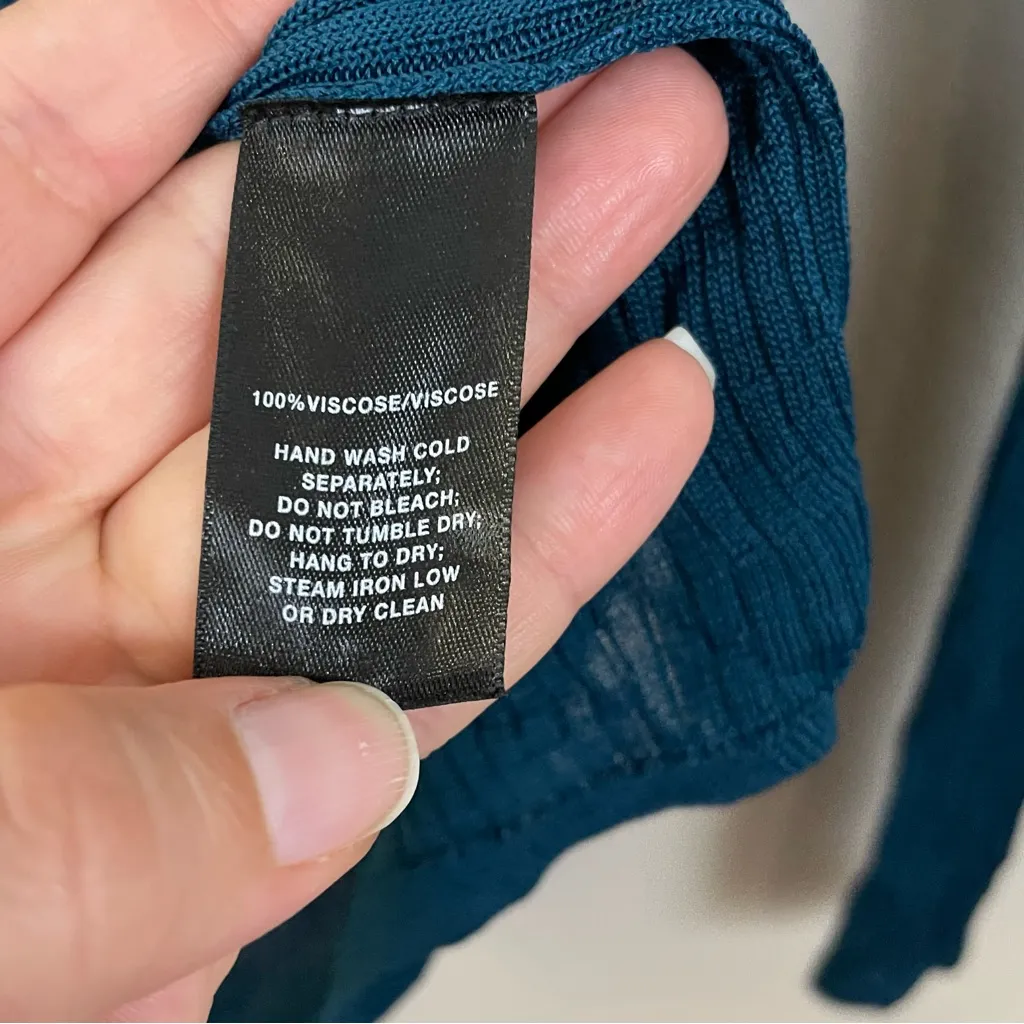 100%VISCOSE/VISCOSE
HAND WASH COLD
SEPARATELY;
DO NOT BLEACH;
DO NOT TUMBLE DRY;
HANG TO DRY;
STEAM IRON LOW
OR DRY CLEAN